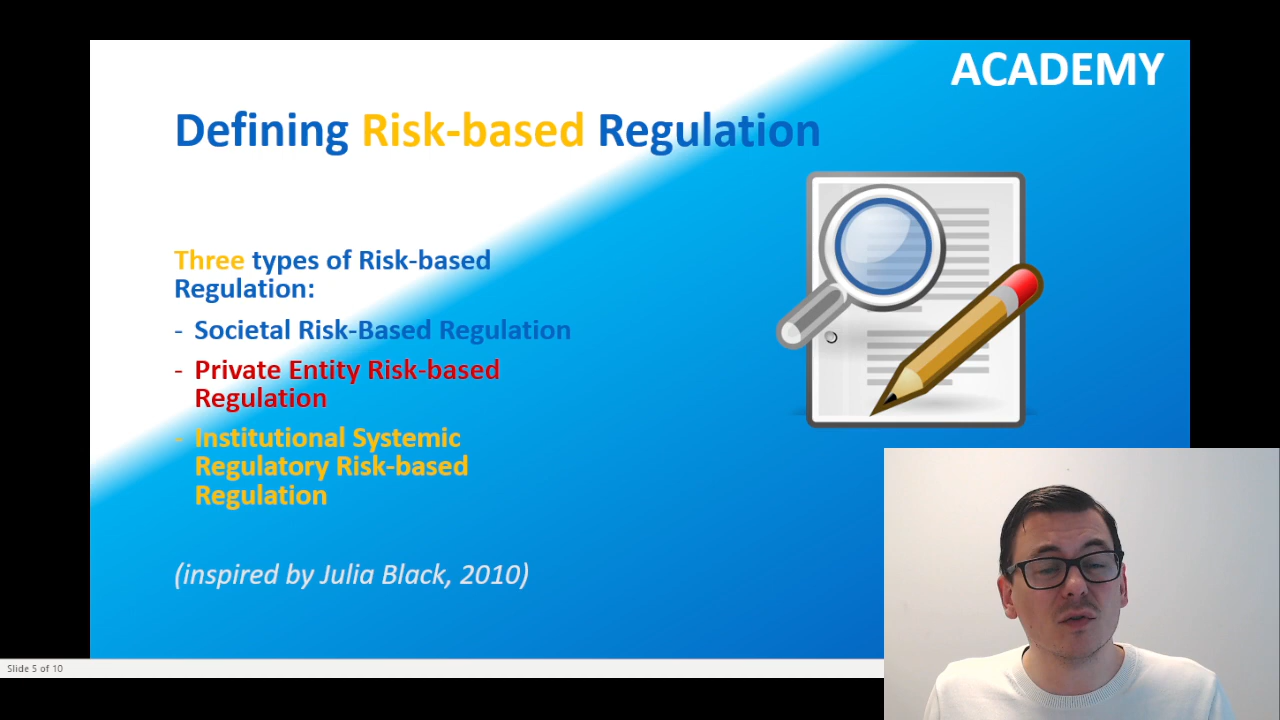 ACADEMY
Defining Risk-based Regulation
Three types of Risk-based
Regulation:
- Societal Risk-Based Regulation
- Private Entity Risk-based
Regulation
- Institutional Systemic
Regulatory Risk-based
Regulation
(inspired by Julia Black, 2010)
Slide 5 of 10